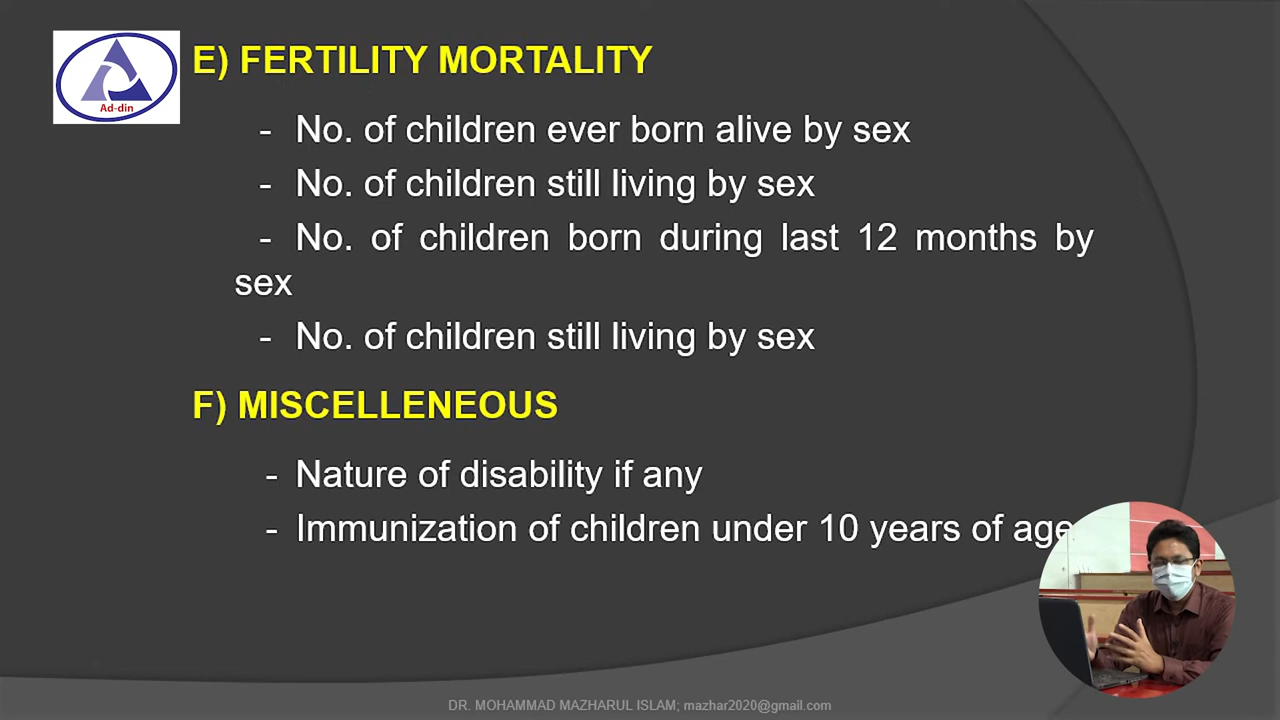 Ad-din
E) FERTILITY MORTALITY
- No. of children ever born alive by sex
- No. of children still living by sex
- No. of children born during last 12 months by
sex
- No. of children still living by sex
F) MISCELLENEOUS
- Nature of disability if any
- Immunization of children under 10 years of age
DR. MOHAMMAD MAZHARUL ISLAM; mazhar2020@gmail.com